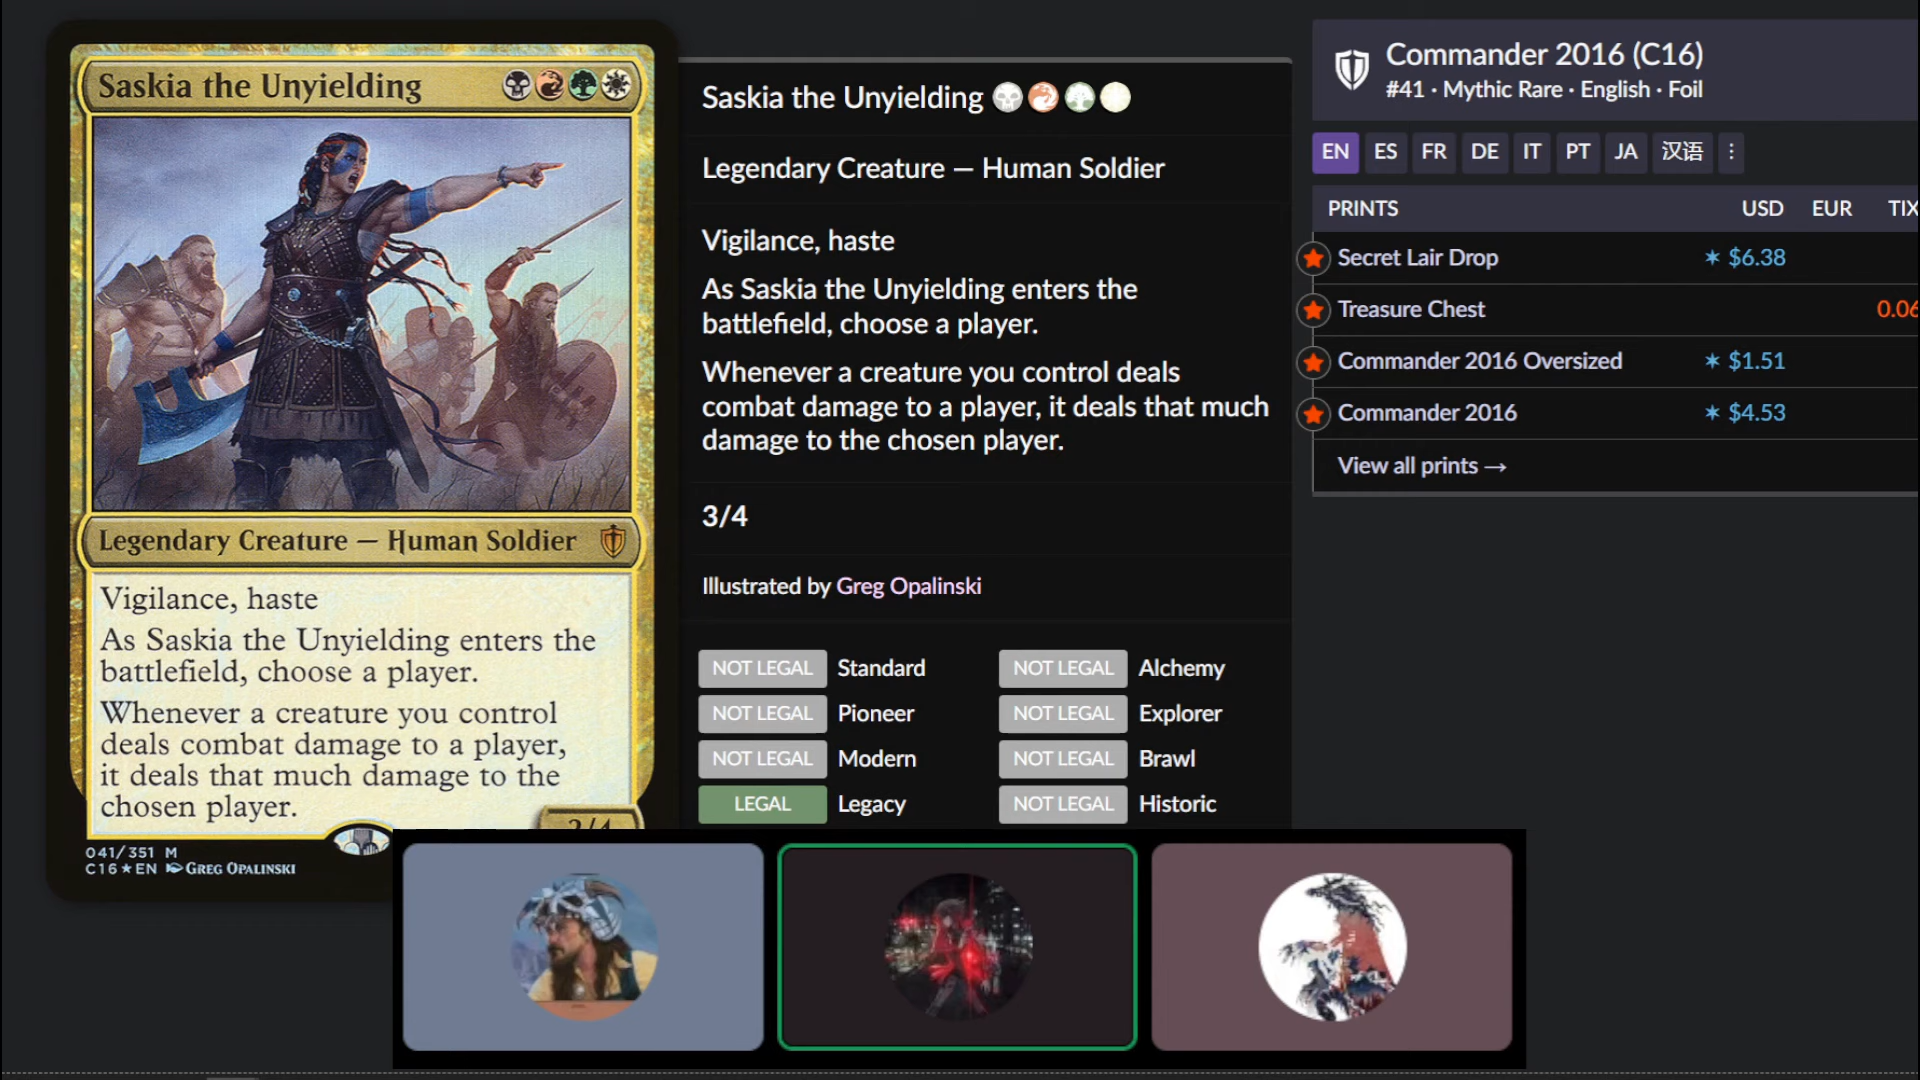 Saskia the Unyielding
Legendary Creature — Human Soldier
Vigilance, haste
As Saskia the Unyielding enters the
battlefield, choose a player.
Whenever a creature you control
deals combat damage to a player,
it deals that much damage to the
chosen player.
3/4
041/351 M
C16★EN Greg Opalinski
Saskia the Unyielding
Legendary Creature — Human Soldier
Vigilance, haste
As Saskia the Unyielding enters the
battlefield, choose a player.
Whenever a creature you control deals
combat damage to a player, it deals that much
damage to the chosen player.
3/4
Illustrated by Greg Opalinski
NOT LEGAL Standard NOT LEGAL Alchemy
NOT LEGAL Pioneer NOT LEGAL Explorer
NOT LEGAL Modern NOT LEGAL Brawl
LEGAL Legacy NOT LEGAL Historic
Commander 2016 (C16)
#41 · Mythic Rare · English · Foil
EN ES FR DE IT PT JA 汉语 ⋮
PRINTS USD EUR TIX
Secret Lair Drop ✶ $6.38
Treasure Chest 0.06
Commander 2016 Oversized ✶ $1.51
Commander 2016 ✶ $4.53
View all prints →